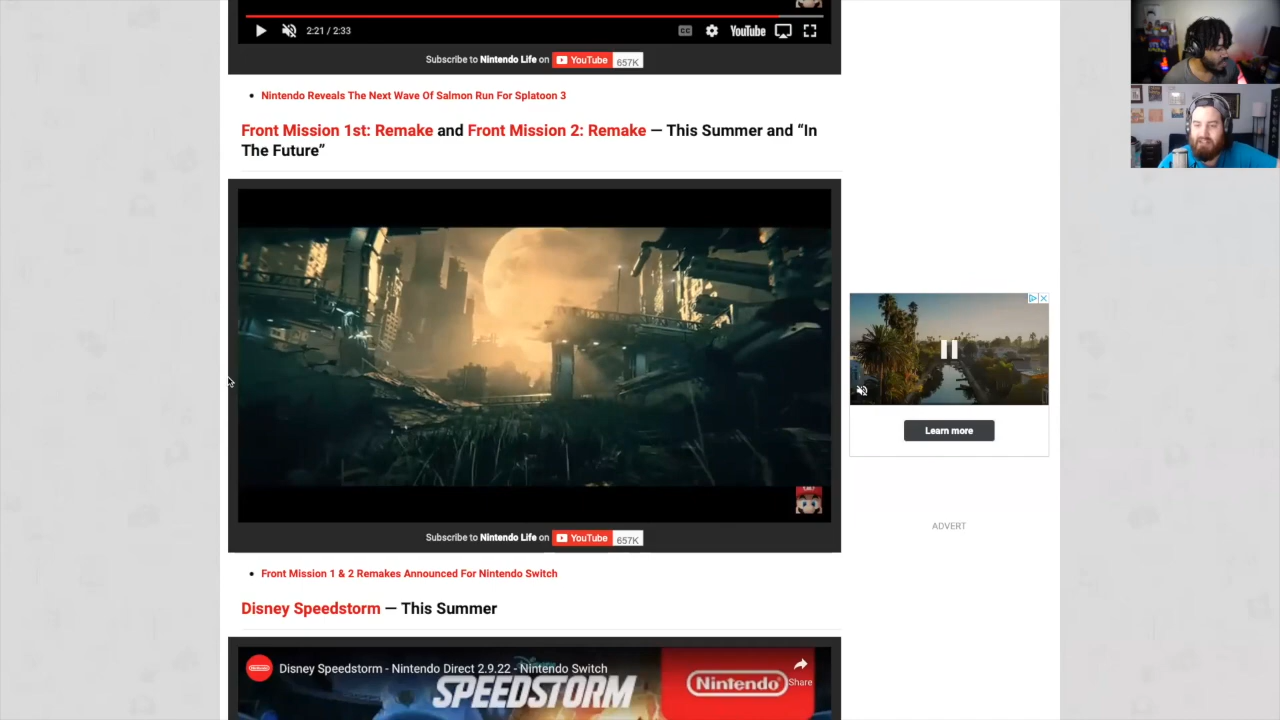 2:21 / 2:33
CC
YouTube
Subscribe to Nintendo Life on YouTube 657K
Nintendo Reveals The Next Wave Of Salmon Run For Splatoon 3
Front Mission 1st: Remake and Front Mission 2: Remake — This Summer and “In
The Future”
Learn more
Subscribe to Nintendo Life on YouTube 657K
ADVERT
Front Mission 1 & 2 Remakes Announced For Nintendo Switch
Disney Speedstorm — This Summer
Disney Speedstorm - Nintendo Direct 2.9.22 - Nintendo Switch
Share
Disney
SPEEDSTORM
Nintendo